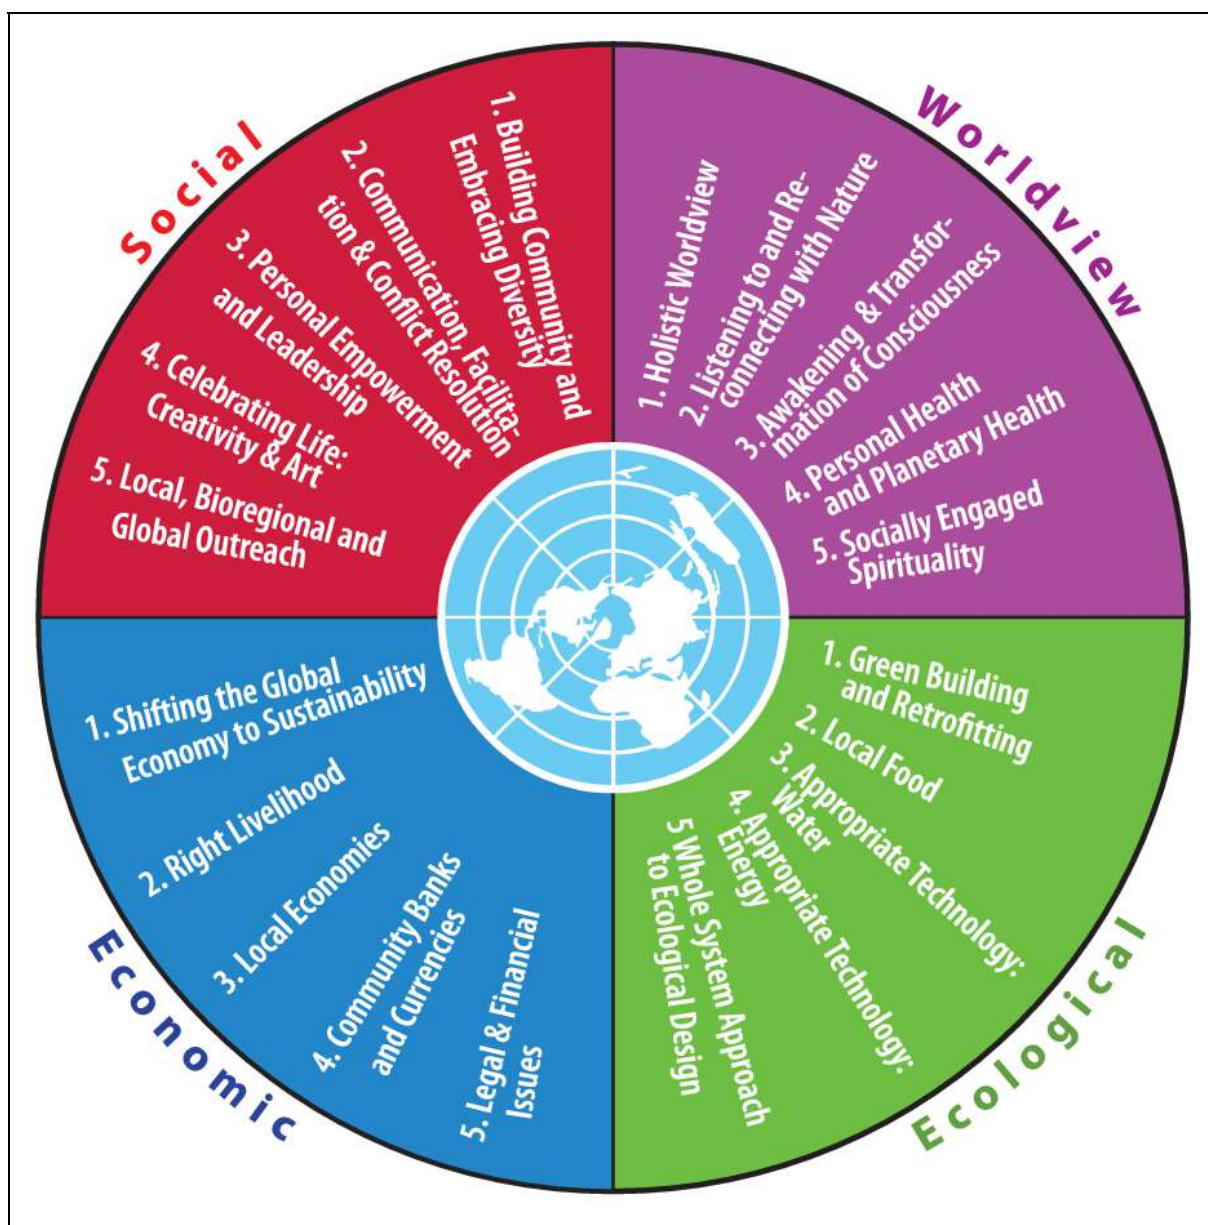 Social
1. Building Community and
Embracing Diversity
2. Communication, Facilita-
tion & Conflict Resolution
3. Personal Empowerment
and Leadership
4. Celebrating Life:
Creativity & Art
5. Local, Bioregional and
Global Outreach
Worldview
1. Holistic Worldview
2. Listening to and Re-
connecting with Nature
3. Awakening & Transfor-
mation of Consciousness
4. Personal Health
and Planetary Health
5. Socially Engaged
Spirituality
Economic
1. Shifting the Global
Economy to Sustainability
2. Right Livelihood
3. Local Economies
4. Community Banks
and Currencies
5. Legal & Financial
Issues
Ecological
1. Green Building
and Retrofitting
2. Local Food
3. Appropriate Technology:
Water
4. Appropriate Technology:
Energy
5 Whole System Approach
to Ecological Design